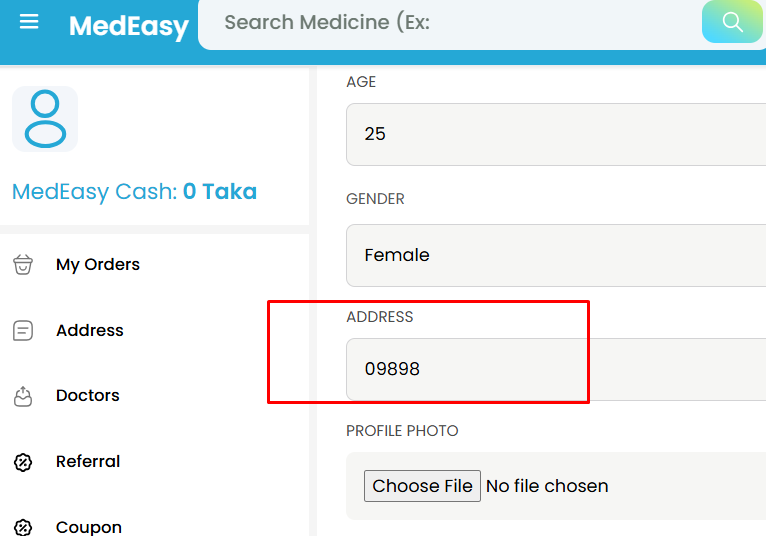 MedEasy
Search Medicine (Ex:
MedEasy Cash: 0 Taka
My Orders
Address
Doctors
Referral
Coupon
AGE
25
GENDER
Female
ADDRESS
09898
PROFILE PHOTO
Choose File No file chosen